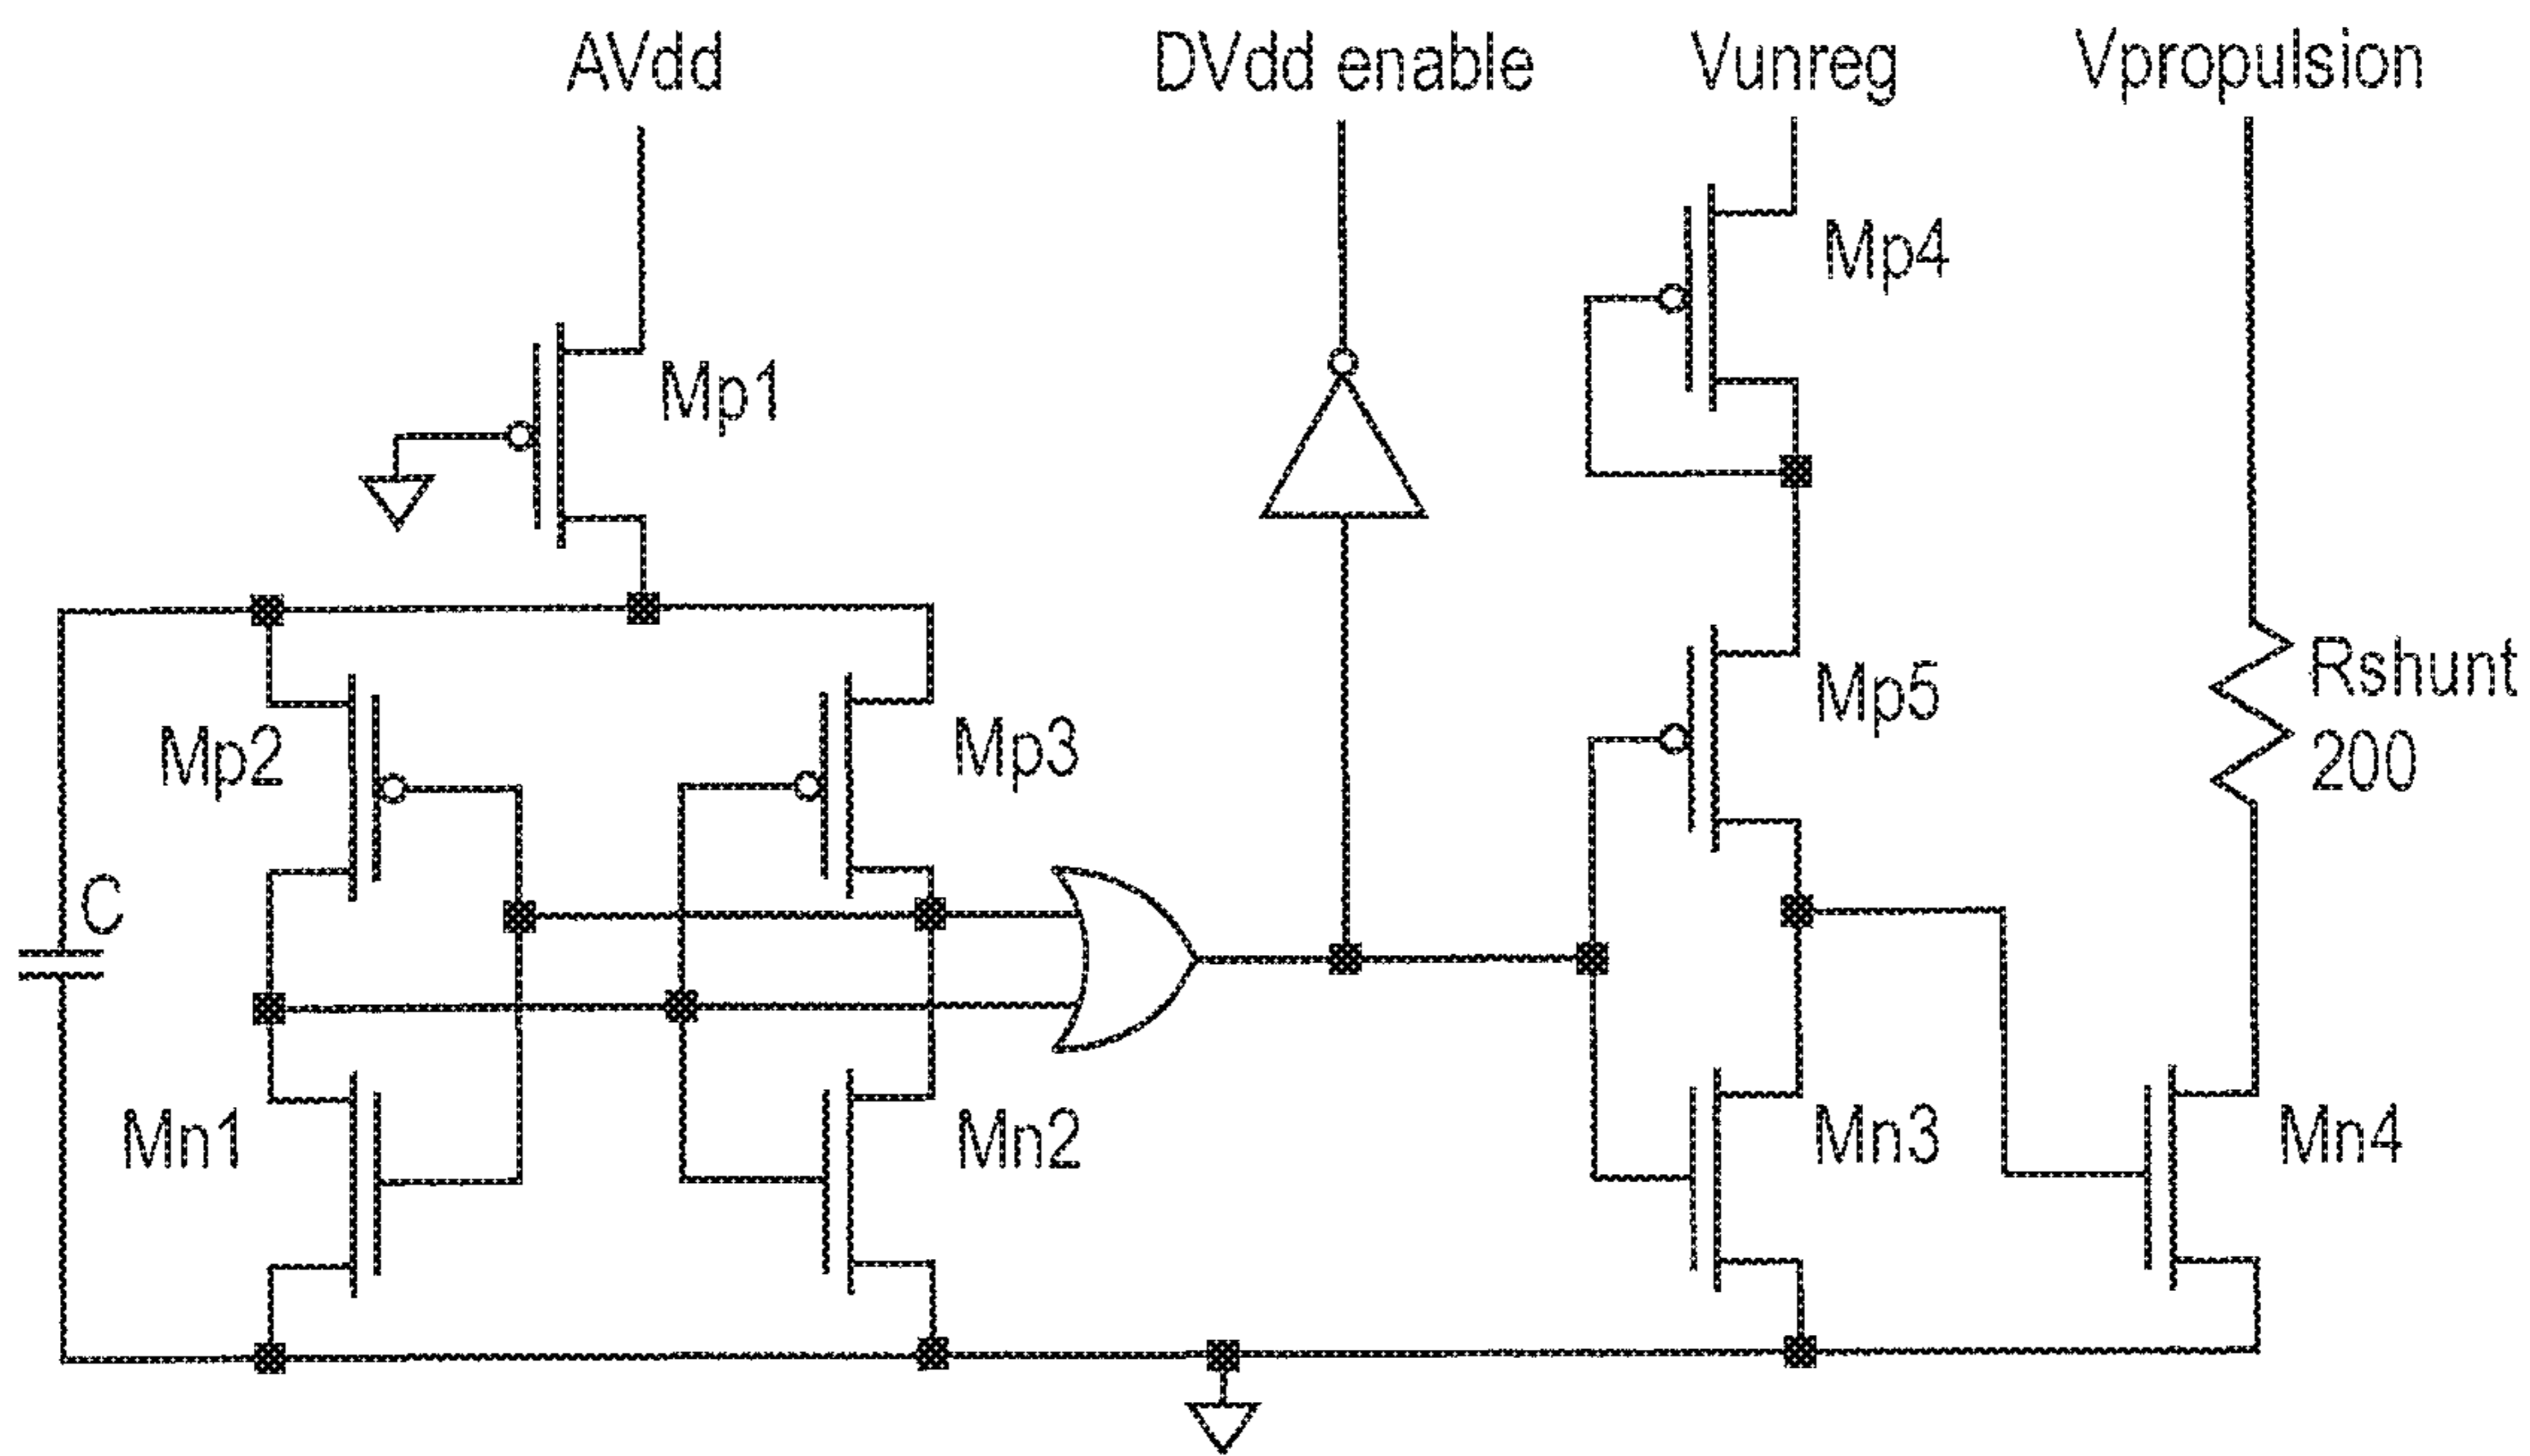 AVdd
DVdd enable
Vunreg
Vpropulsion
Mp4
Mp1
Mp5
Rshunt
200
Mp2
Mp3
C
Mn1
Mn2
Mn3
Mn4